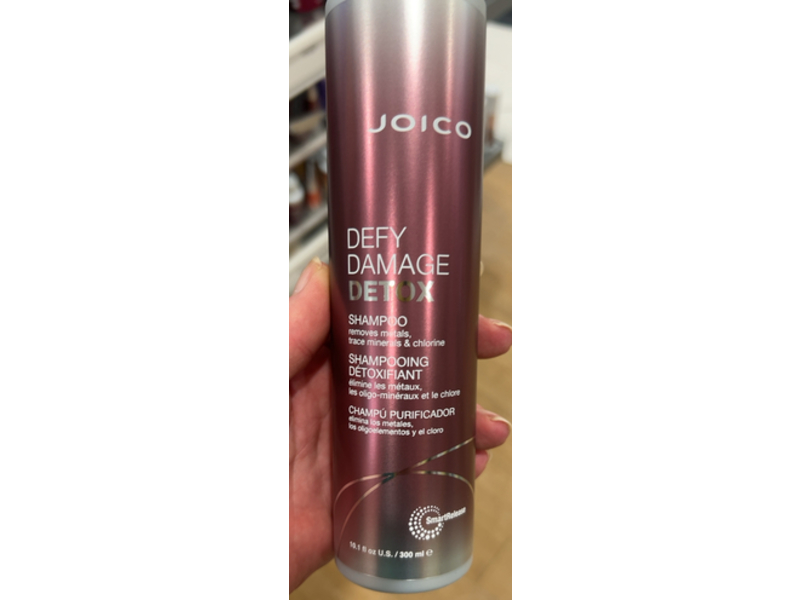 JOICO
DEFY
DAMAGE
DETOX
SHAMPOO
removes metals,
trace minerals & chlorine
SHAMPOOING
DÉTOXIFIANT
élimine les métaux,
les oligo-minéraux et le chlore
CHAMPÚ PURIFICADOR
elimina los metales,
los oligoelementos y el cloro
SmartRelease
10.1 fl oz U.S. / 300 ml ℮